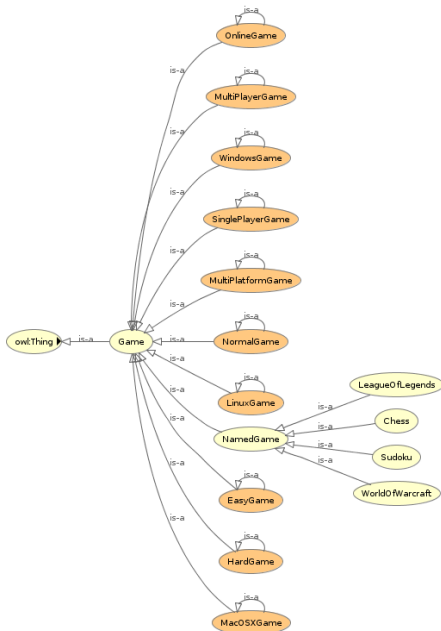 is-a
OnlineGame
is-a
is-a
MultiPlayerGame
is-a
is-a
WindowsGame
is-a
is-a
SinglePlayerGame
is-a
is-a
MultiPlatformGame
is-a
owl:Thing
is-a
Game
is-a
is-a
NormalGame
is-a
is-a
LinuxGame
is-a
LeagueOfLegends
is-a
Chess
is-a
NamedGame
is-a
Sudoku
is-a
WorldOfWarcraft
is-a
is-a
EasyGame
is-a
is-a
HardGame
is-a
is-a
MacOSXGame